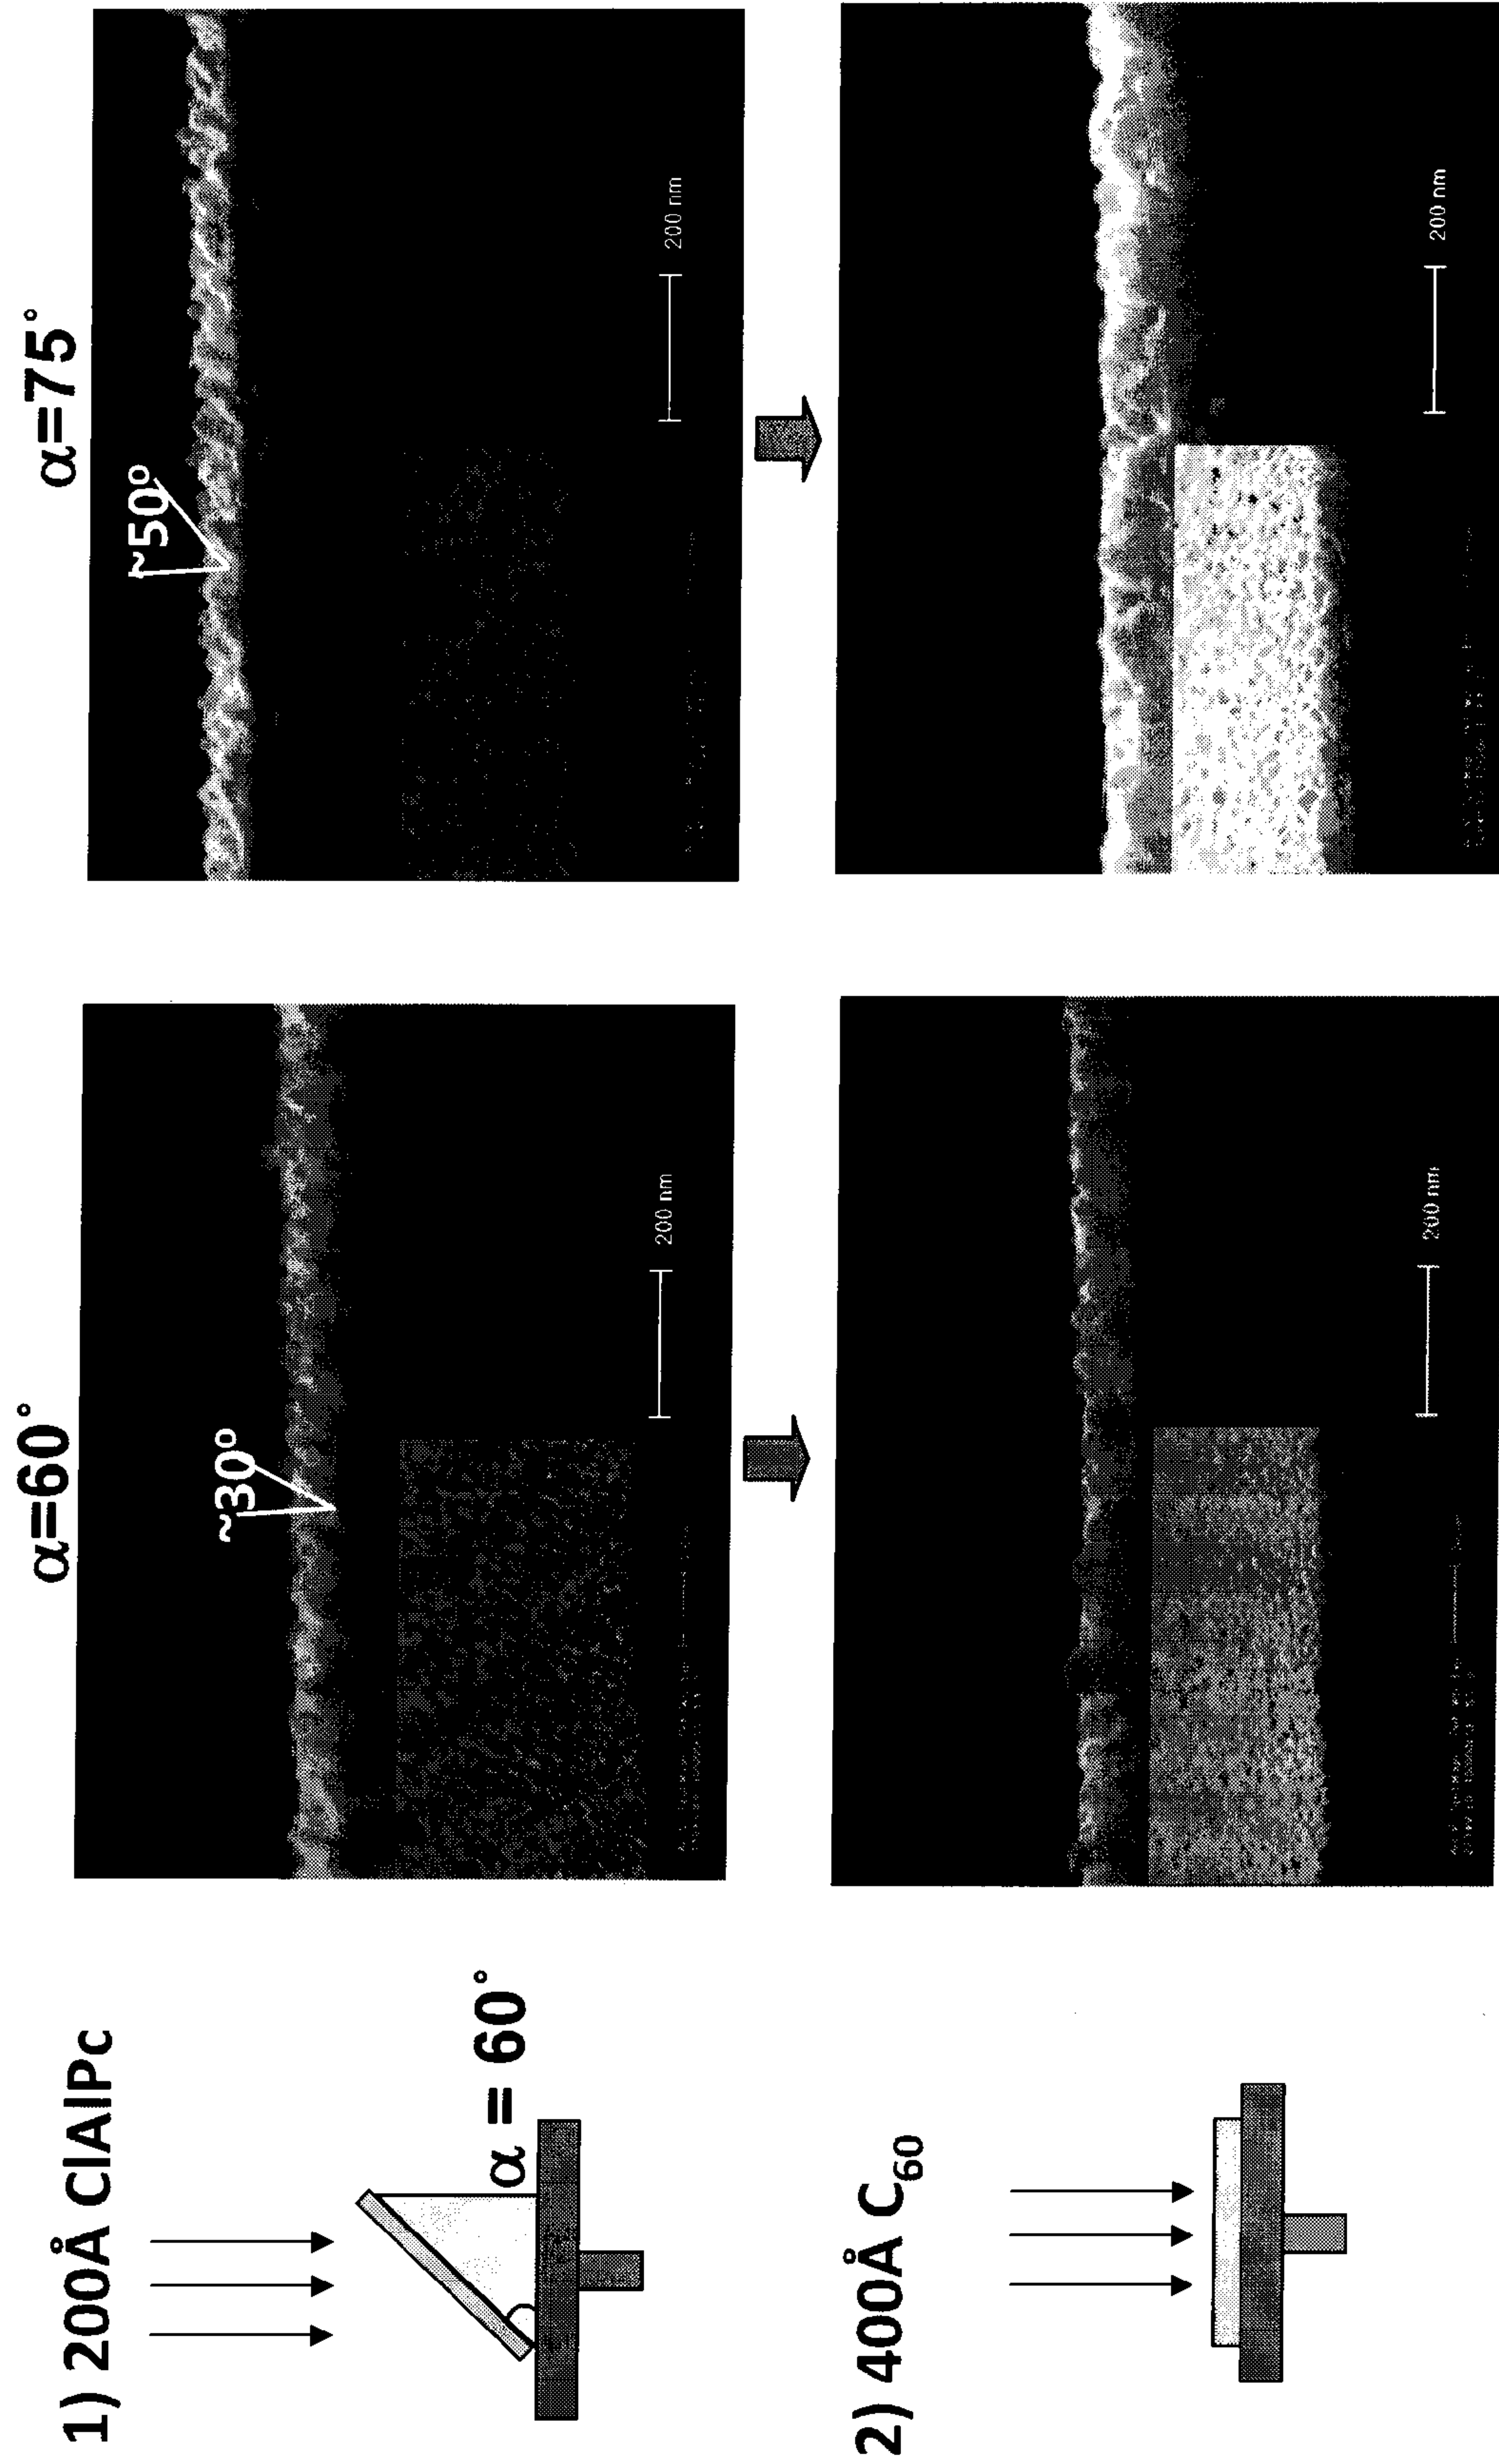 α=60°
α=75°
1) 200Å ClAlPc
α = 60°
~30°
200 nm
~50°
200 nm
2) 400Å C₆₀
200 nm
200 nm